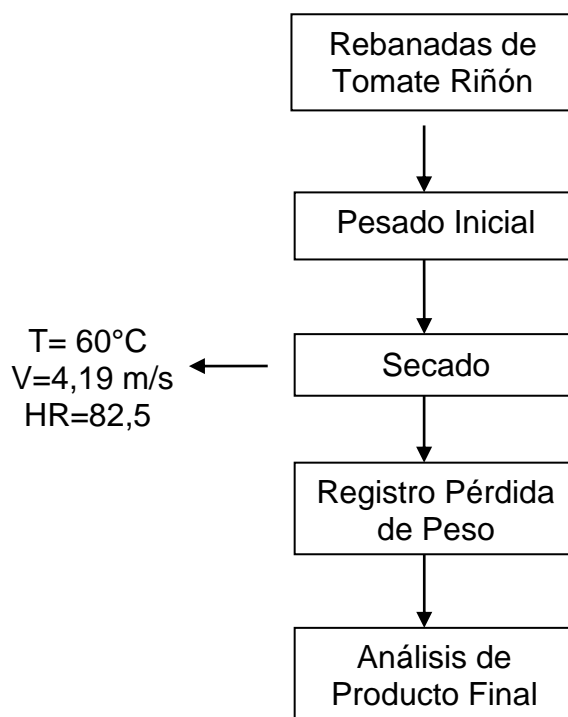 Rebanadas de
Tomate Riñón
Pesado Inicial
T= 60°C
V=4,19 m/s
HR=82,5
Secado
Registro Pérdida
de Peso
Análisis de
Producto Final